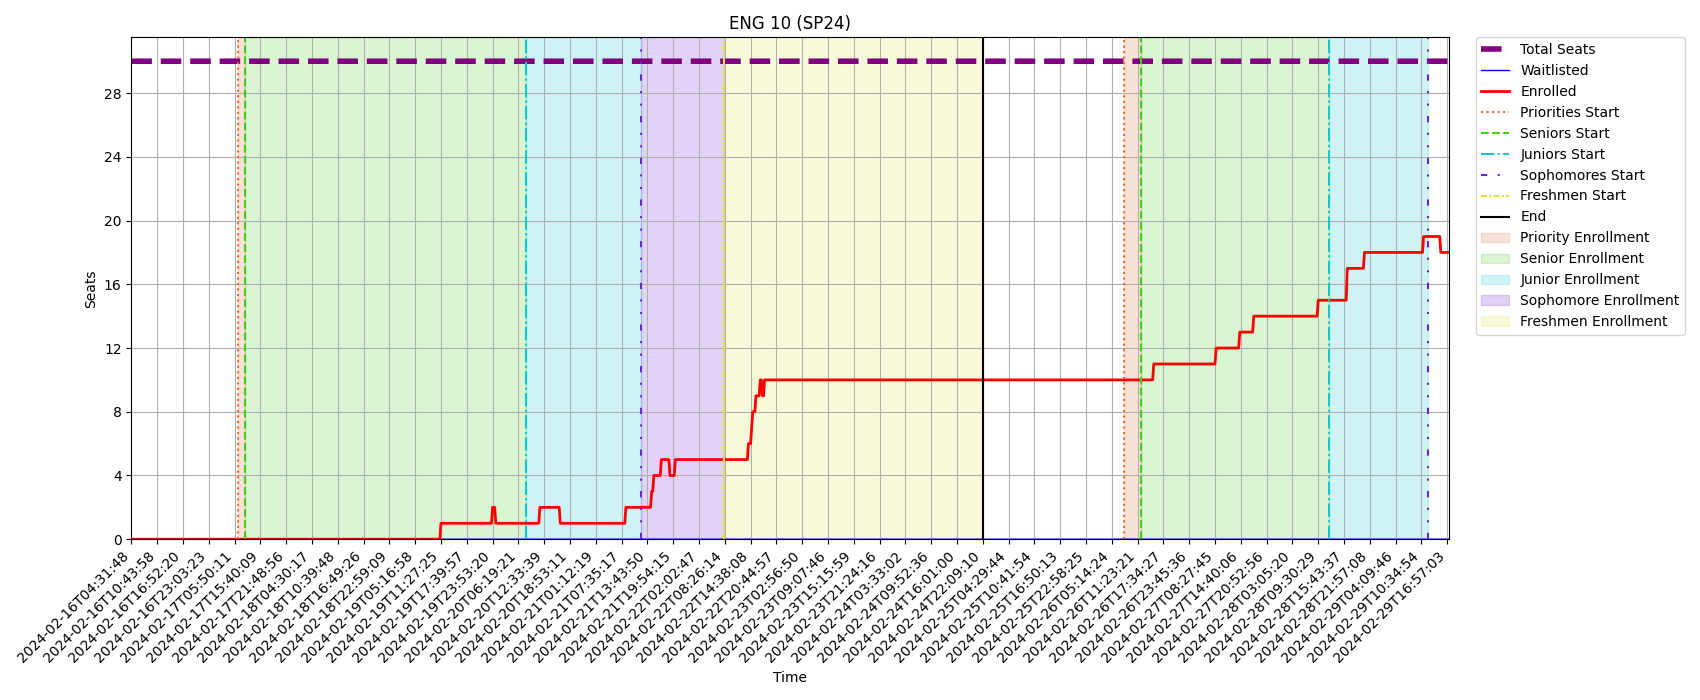 ENG 10 (SP24)
Seats
28
24
20
16
12
8
4
0
2024-02-16T04:31:48
2024-02-16T10:43:58
2024-02-16T16:52:20
2024-02-16T23:03:23
2024-02-17T05:50:11
2024-02-17T15:40:09
2024-02-17T21:48:56
2024-02-18T04:30:17
2024-02-18T10:39:48
2024-02-18T16:49:26
2024-02-18T22:59:09
2024-02-19T05:16:58
2024-02-19T11:27:25
2024-02-19T17:39:57
2024-02-19T23:53:20
2024-02-20T06:19:21
2024-02-20T12:33:39
2024-02-20T18:53:11
2024-02-21T01:12:19
2024-02-21T07:35:17
2024-02-21T13:43:50
2024-02-21T19:54:15
2024-02-22T02:02:47
2024-02-22T08:26:14
2024-02-22T14:38:08
2024-02-22T20:44:57
2024-02-23T02:56:50
2024-02-23T09:07:46
2024-02-23T15:15:59
2024-02-23T21:24:16
2024-02-24T03:33:02
2024-02-24T09:52:36
2024-02-24T16:01:00
2024-02-24T22:09:10
2024-02-25T04:29:44
2024-02-25T10:41:54
2024-02-25T16:50:13
2024-02-25T22:58:25
2024-02-26T05:14:24
2024-02-26T11:23:21
2024-02-26T17:34:27
2024-02-26T23:45:36
2024-02-27T08:27:45
2024-02-27T14:40:06
2024-02-27T20:52:56
2024-02-28T03:05:20
2024-02-28T09:30:29
2024-02-28T15:43:37
2024-02-28T21:57:08
2024-02-29T04:09:46
2024-02-29T10:34:54
2024-02-29T16:57:03
Time
Total Seats
Waitlisted
Enrolled
Priorities Start
Seniors Start
Juniors Start
Sophomores Start
Freshmen Start
End
Priority Enrollment
Senior Enrollment
Junior Enrollment
Sophomore Enrollment
Freshmen Enrollment